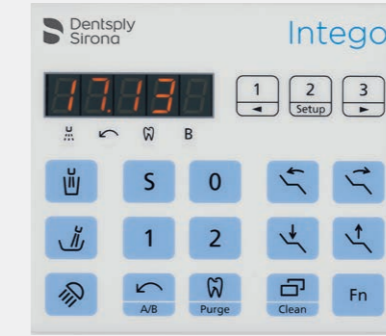 Dentsply
Sirona
Intego
17.13
1 2 3
Setup
B
S 0
1 2
A/B Purge Clean Fn